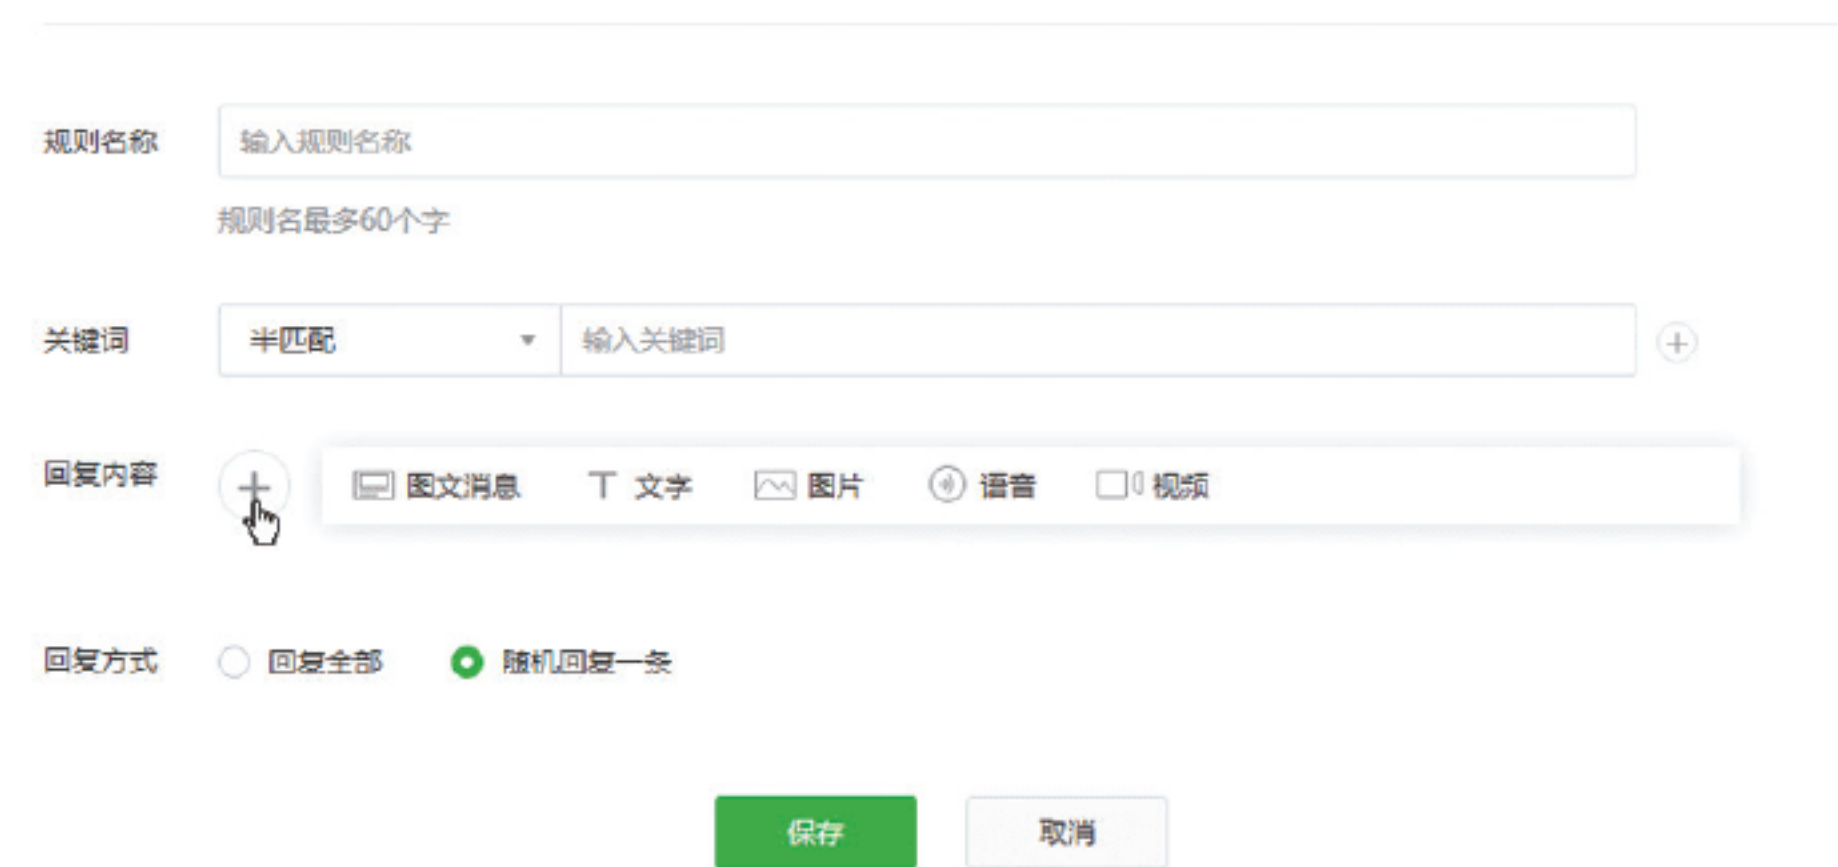 规则名称 输入规则名称
规则名最多60个字
关键词 半匹配 输入关键词
回复内容 图文消息 文字 图片 语音 视频
回复方式 回复全部 随机回复一条
保存 取消